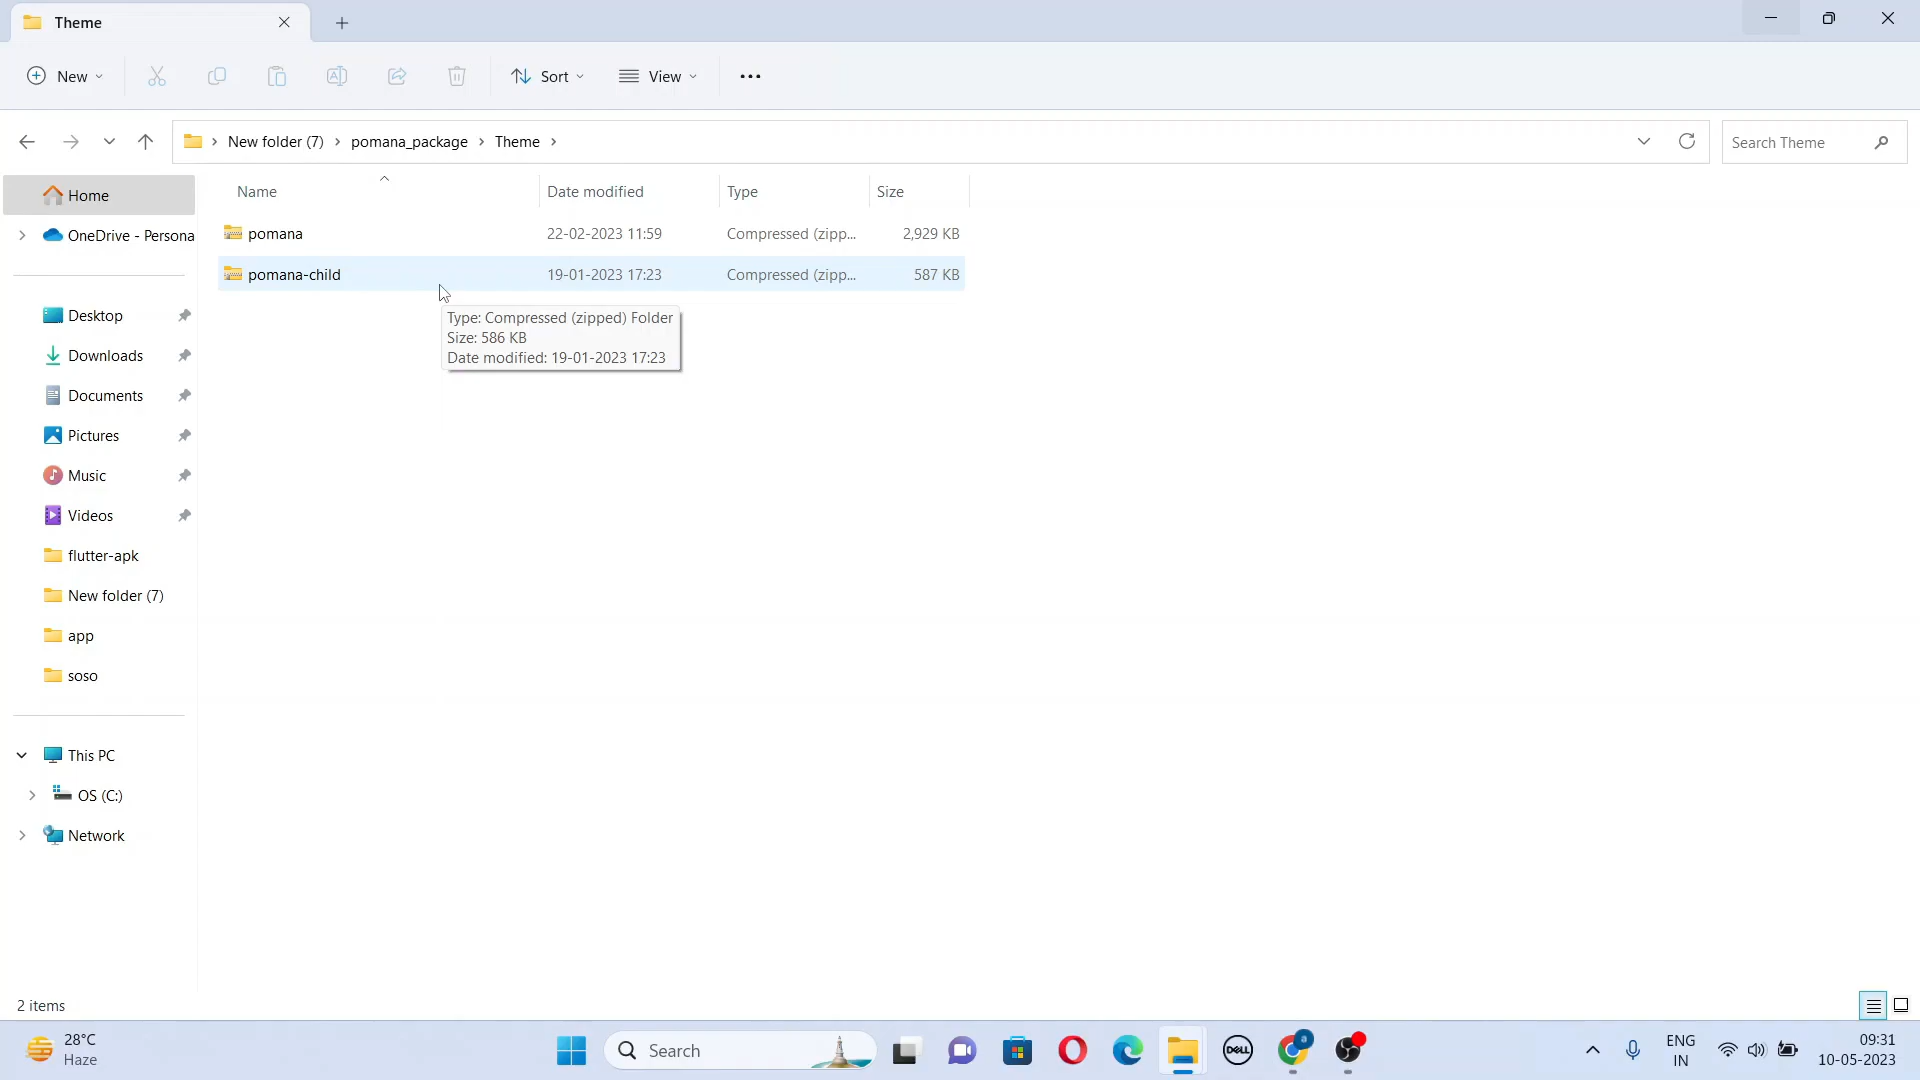 Theme
New
Sort
View
New folder (7) › pomana_package › Theme ›
Search Theme
Name Date modified Type Size
pomana 22-02-2023 11:59 Compressed (zipp... 2,929 KB
pomana-child 19-01-2023 17:23 Compressed (zipp... 587 KB
Type: Compressed (zipped) Folder
Size: 586 KB
Date modified: 19-01-2023 17:23
Home
OneDrive - Persona
Desktop
Downloads
Documents
Pictures
Music
Videos
flutter-apk
New folder (7)
app
soso
This PC
OS (C:)
Network
2 items
28°C
Haze
Search
DELL
a
ENG
IN
09:31
10-05-2023